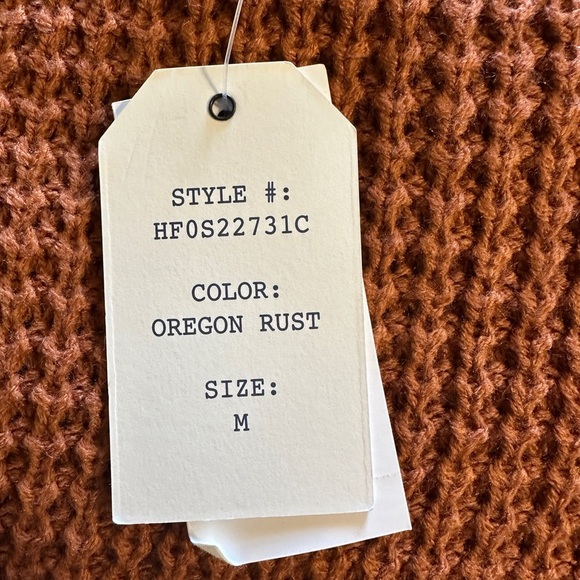 STYLE #:
HF0S22731C
COLOR:
OREGON RUST
SIZE:
M